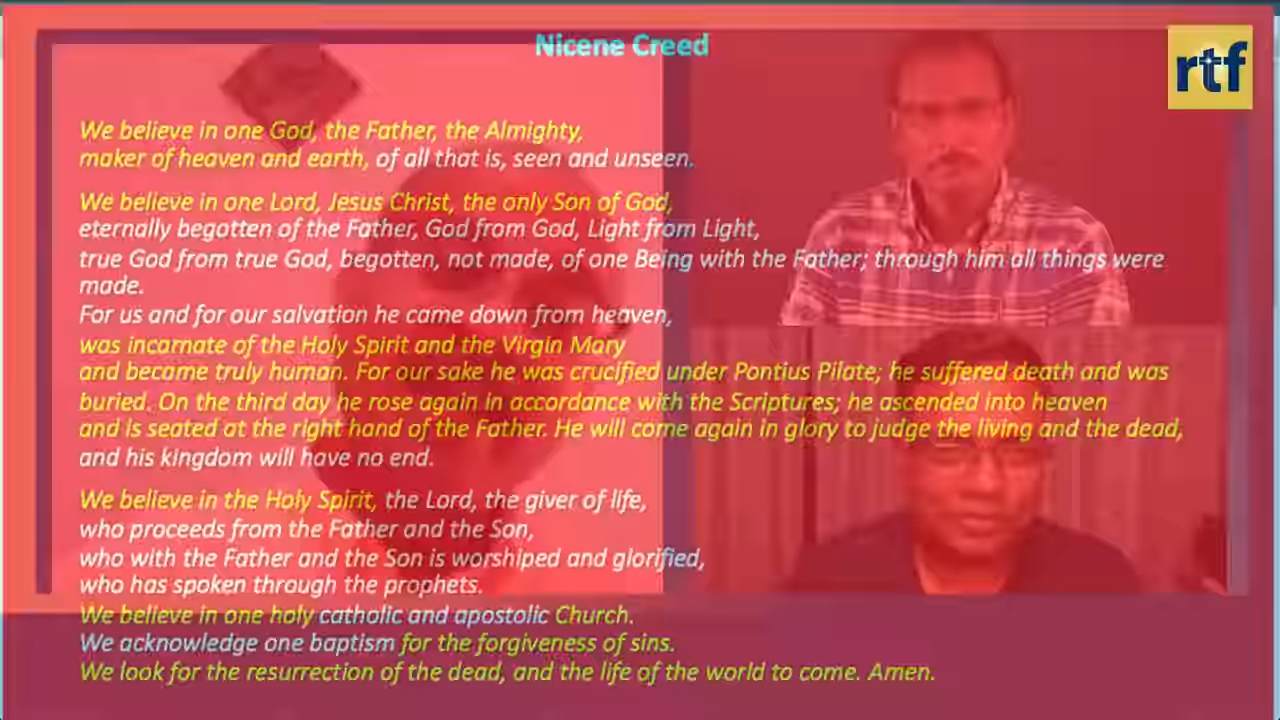 Nicene Creed
rtf
We believe in one God, the Father, the Almighty,
maker of heaven and earth, of all that is, seen and unseen.
We believe in one Lord, Jesus Christ, the only Son of God,
eternally begotten of the Father, God from God, Light from Light,
true God from true God, begotten, not made, of one Being with the Father; through him all things were
made.
For us and for our salvation he came down from heaven,
was incarnate of the Holy Spirit and the Virgin Mary
and became truly human. For our sake he was crucified under Pontius Pilate; he suffered death and was
buried. On the third day he rose again in accordance with the Scriptures; he ascended into heaven
and is seated at the right hand of the Father. He will come again in glory to judge the living and the dead,
and his kingdom will have no end.
We believe in the Holy Spirit, the Lord, the giver of life,
who proceeds from the Father and the Son,
who with the Father and the Son is worshiped and glorified,
who has spoken through the prophets.
We believe in one holy catholic and apostolic Church.
We acknowledge one baptism for the forgiveness of sins.
We look for the resurrection of the dead, and the life of the world to come. Amen.